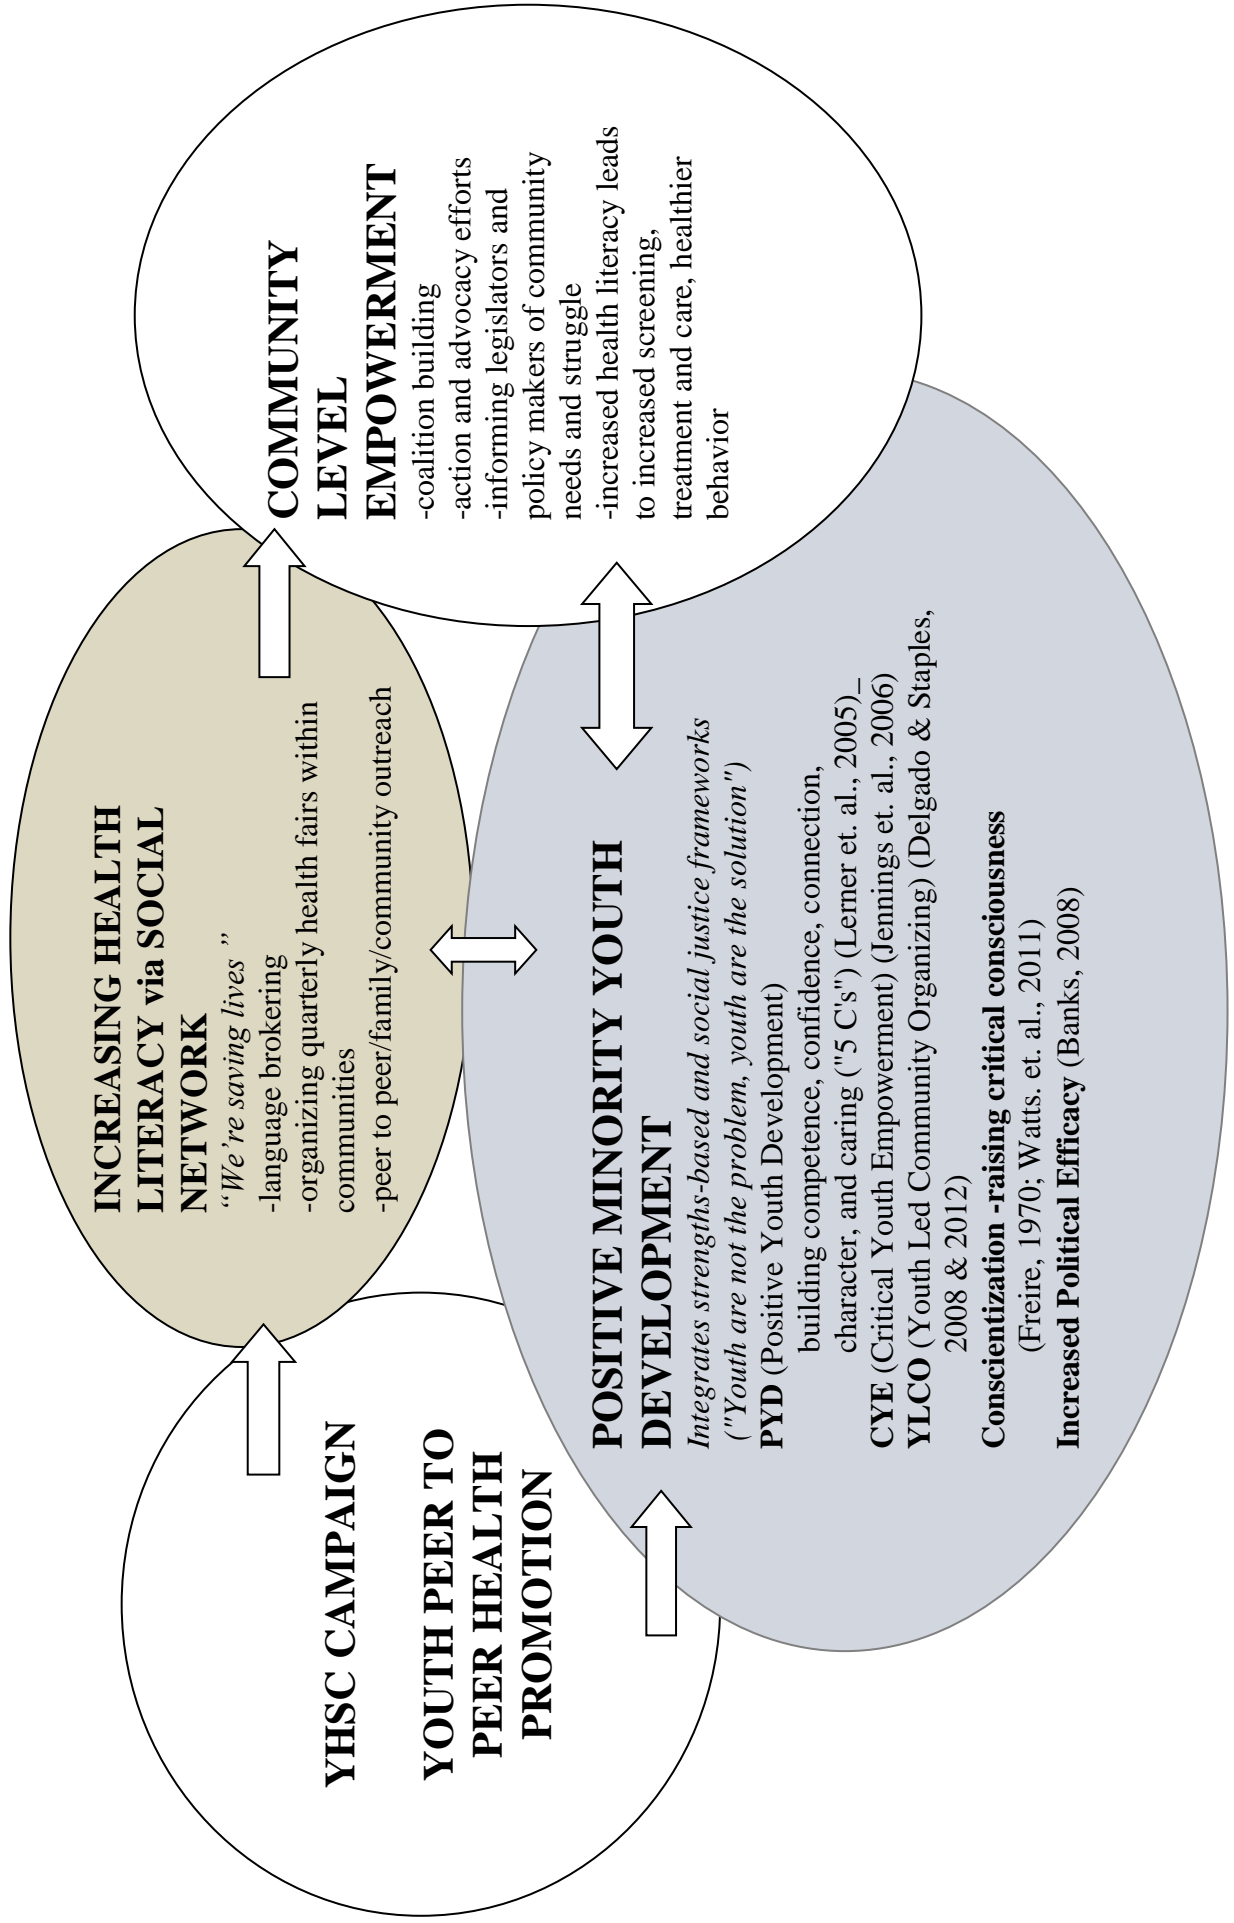 YHSC CAMPAIGN
YOUTH PEER TO
PEER HEALTH
PROMOTION
INCREASING HEALTH
LITERACY via SOCIAL
NETWORK
“We’re saving lives ”
-language brokering
-organizing quarterly health fairs within
communities
-peer to peer/family/community outreach
POSITIVE MINORITY YOUTH
DEVELOPMENT
Integrates strengths-based and social justice frameworks
("Youth are not the problem, youth are the solution")
PYD (Positive Youth Development)
building competence, confidence, connection,
character, and caring ("5 C's") (Lerner et. al., 2005)_
CYE (Critical Youth Empowerment) (Jennings et. al., 2006)
YLCO (Youth Led Community Organizing) (Delgado & Staples,
2008 & 2012)
Conscientization -raising critical consciousness
(Freire, 1970; Watts. et. al., 2011)
Increased Political Efficacy (Banks, 2008)
COMMUNITY
LEVEL
EMPOWERMENT
-coalition building
-action and advocacy efforts
-informing legislators and
policy makers of community
needs and struggle
-increased health literacy leads
to increased screening,
treatment and care, healthier
behavior